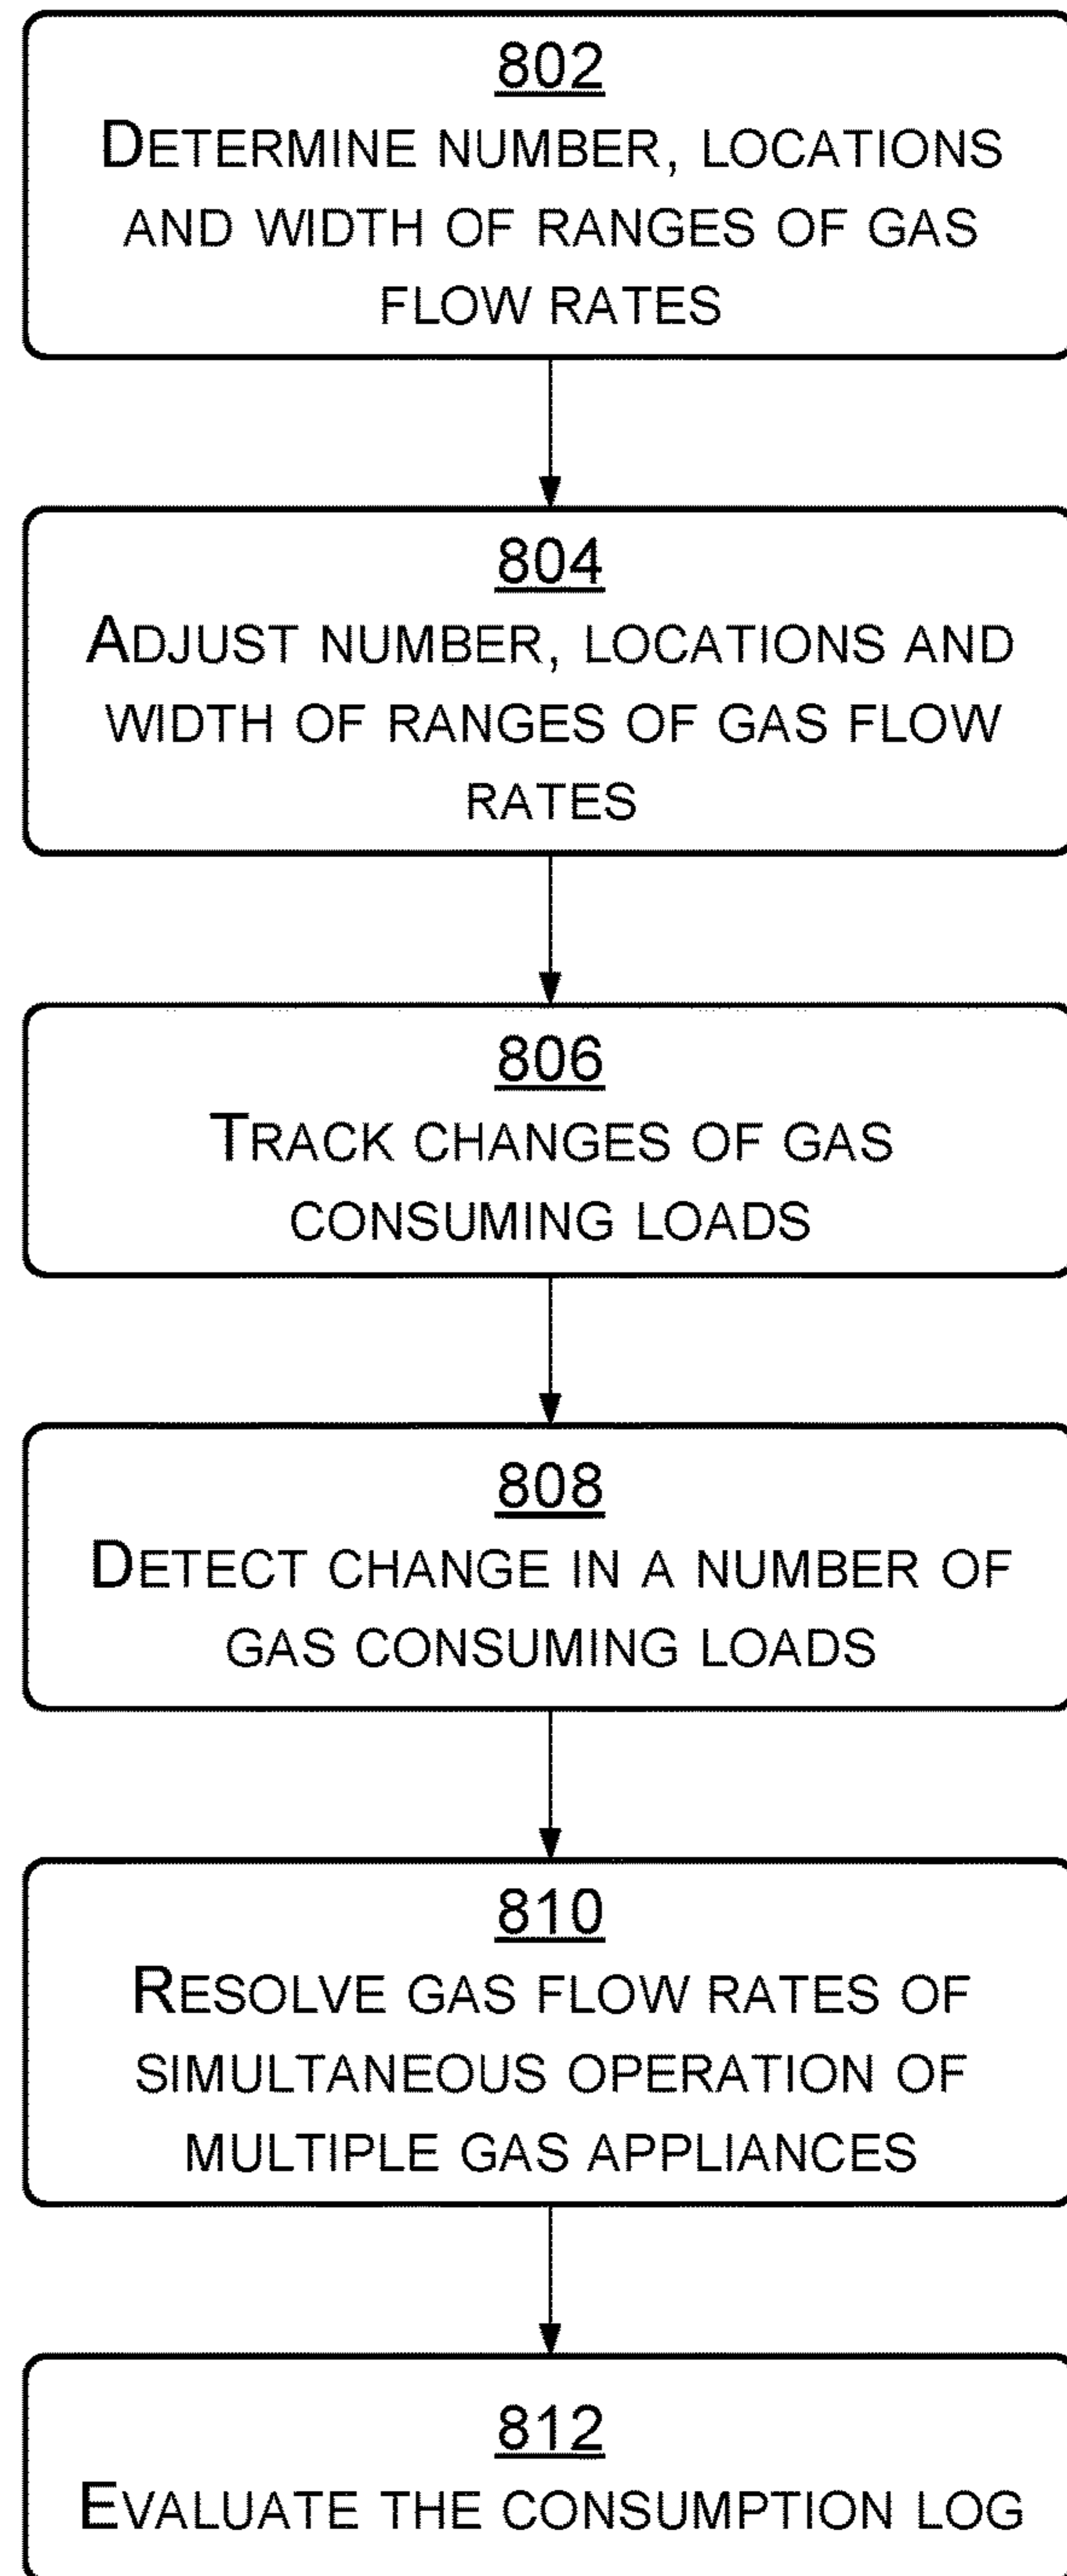 802
DETERMINE NUMBER, LOCATIONS
AND WIDTH OF RANGES OF GAS
FLOW RATES
804
ADJUST NUMBER, LOCATIONS AND
WIDTH OF RANGES OF GAS FLOW
RATES
806
TRACK CHANGES OF GAS
CONSUMING LOADS
808
DETECT CHANGE IN A NUMBER OF
GAS CONSUMING LOADS
810
RESOLVE GAS FLOW RATES OF
SIMULTANEOUS OPERATION OF
MULTIPLE GAS APPLIANCES
812
EVALUATE THE CONSUMPTION LOG